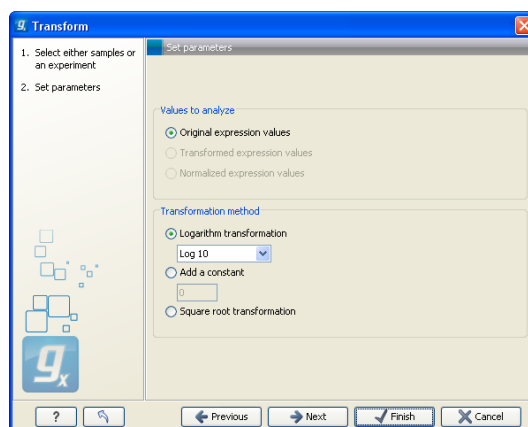 Transform
1. Select either samples or
an experiment
2. Set parameters
Set parameters
Values to analyze
Original expression values
Transformed expression values
Normalized expression values
Transformation method
Logarithm transformation
Log 10
Add a constant
0
Square root transformation
gx
?
Previous
Next
Finish
Cancel